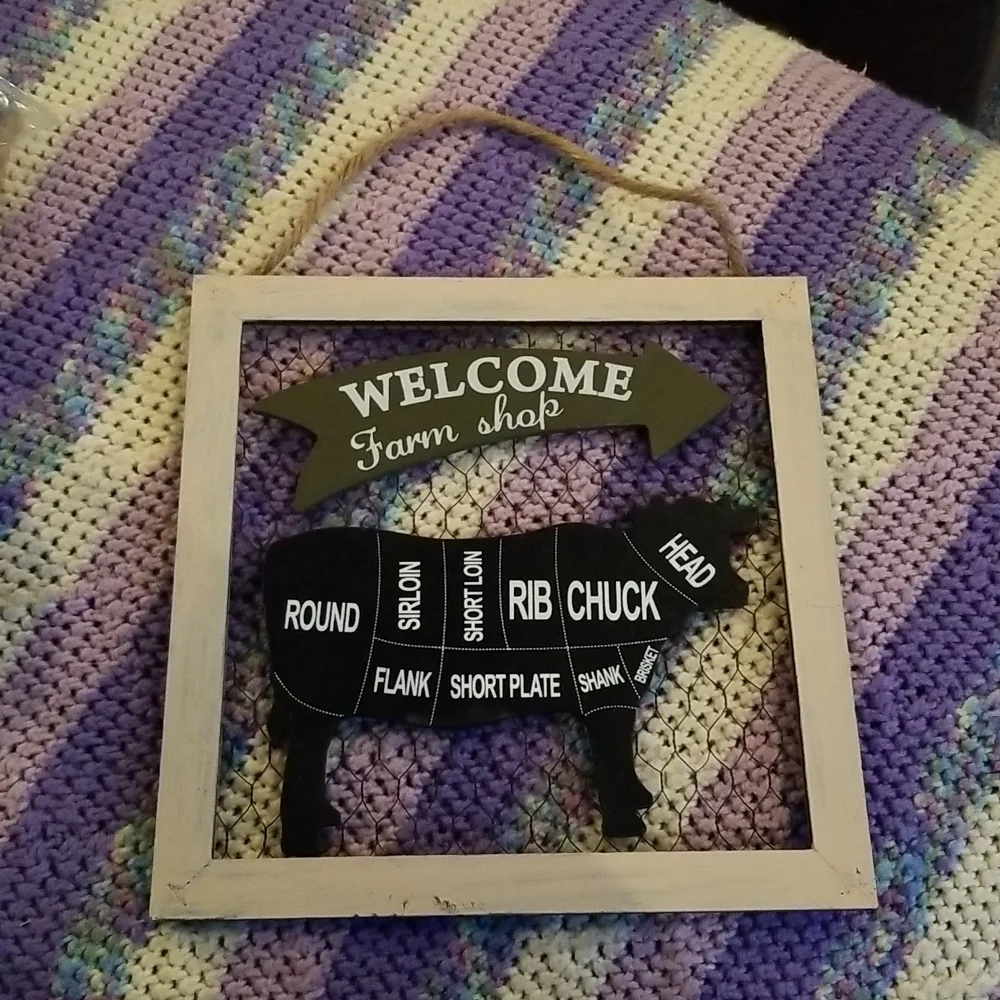 WELCOME
Farm shop
HEAD
ROUND
SIRLOIN
SHORT LOIN
RIB
CHUCK
FLANK
SHORT PLATE
SHANK
BRISKET